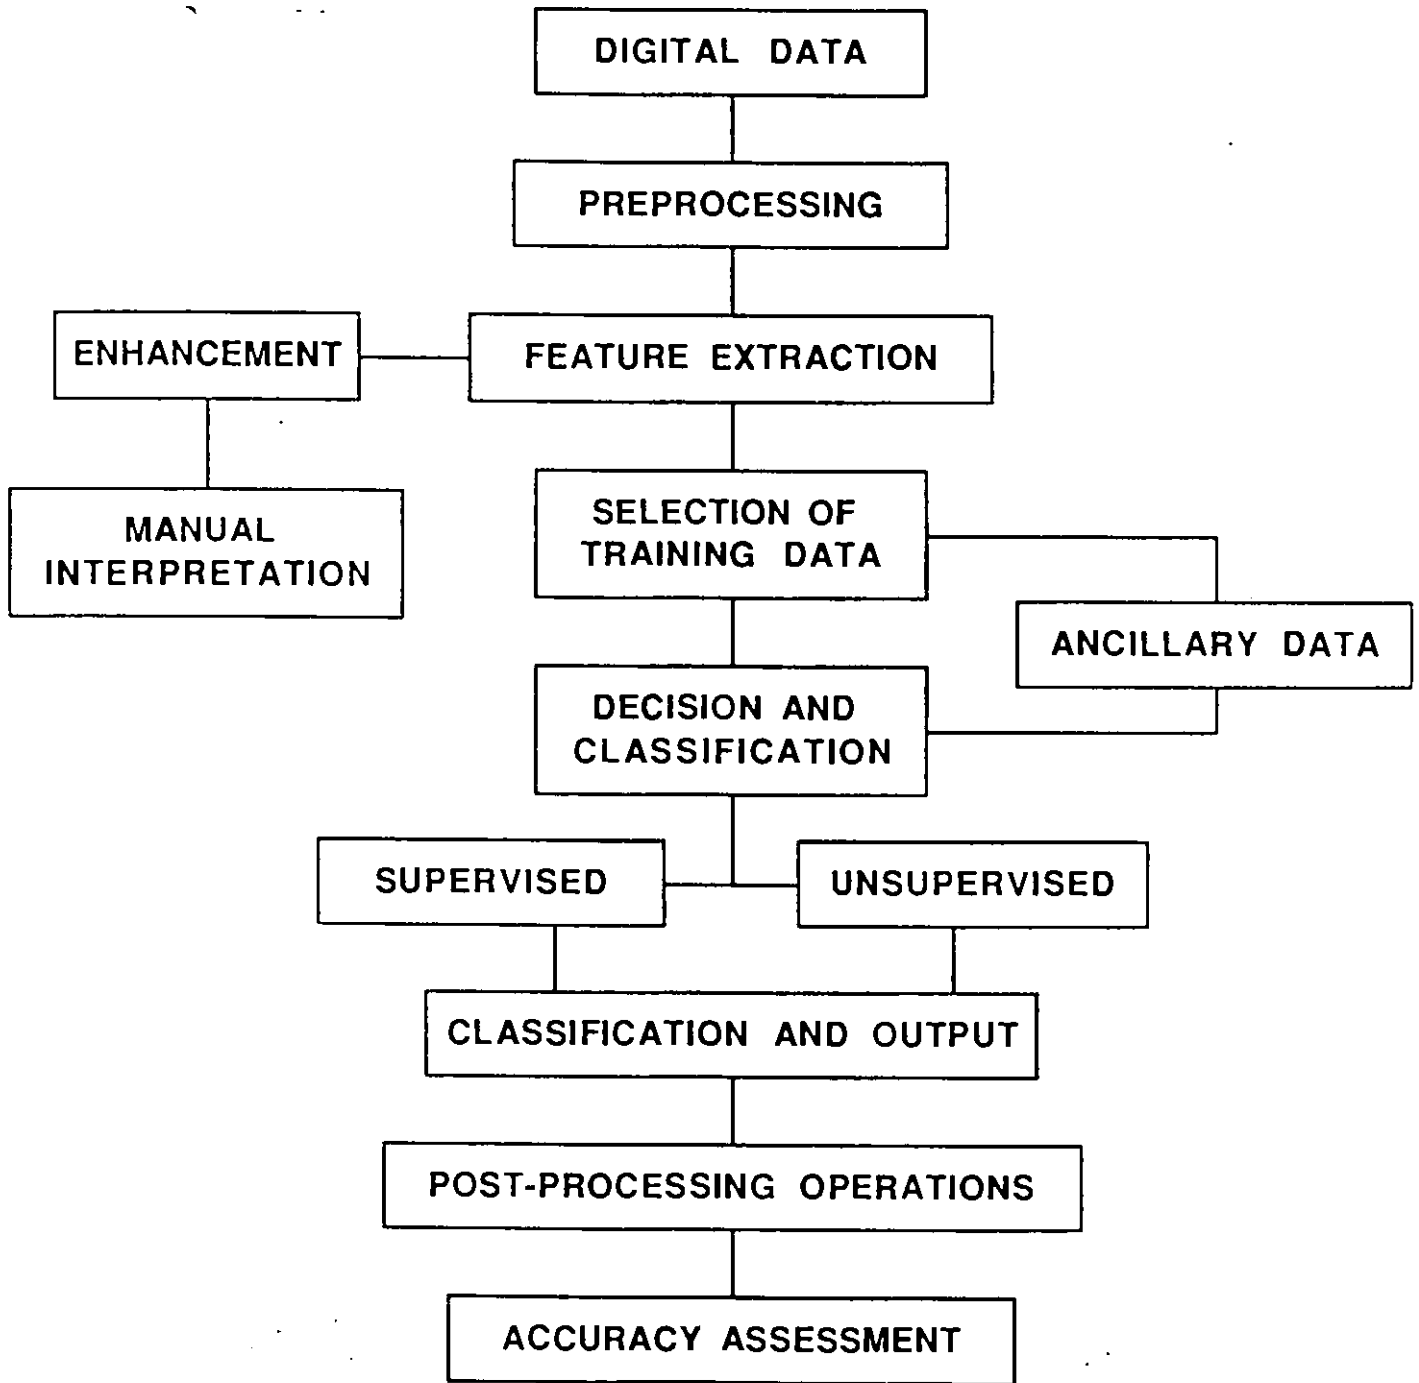 DIGITAL DATA
PREPROCESSING
ENHANCEMENT
FEATURE EXTRACTION
MANUAL
INTERPRETATION
SELECTION OF
TRAINING DATA
ANCILLARY DATA
DECISION AND
CLASSIFICATION
SUPERVISED
UNSUPERVISED
CLASSIFICATION AND OUTPUT
POST-PROCESSING OPERATIONS
ACCURACY ASSESSMENT